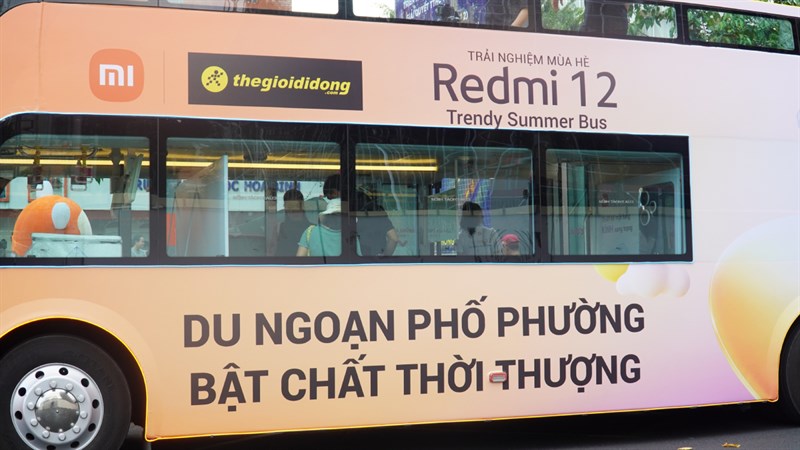 mi
thegioididong
.com
TRẢI NGHIỆM MÙA HÈ
Redmi 12
Trendy Summer Bus
DU NGOẠN PHỐ PHƯỜNG
BẬT CHẤT THỜI THƯỢNG